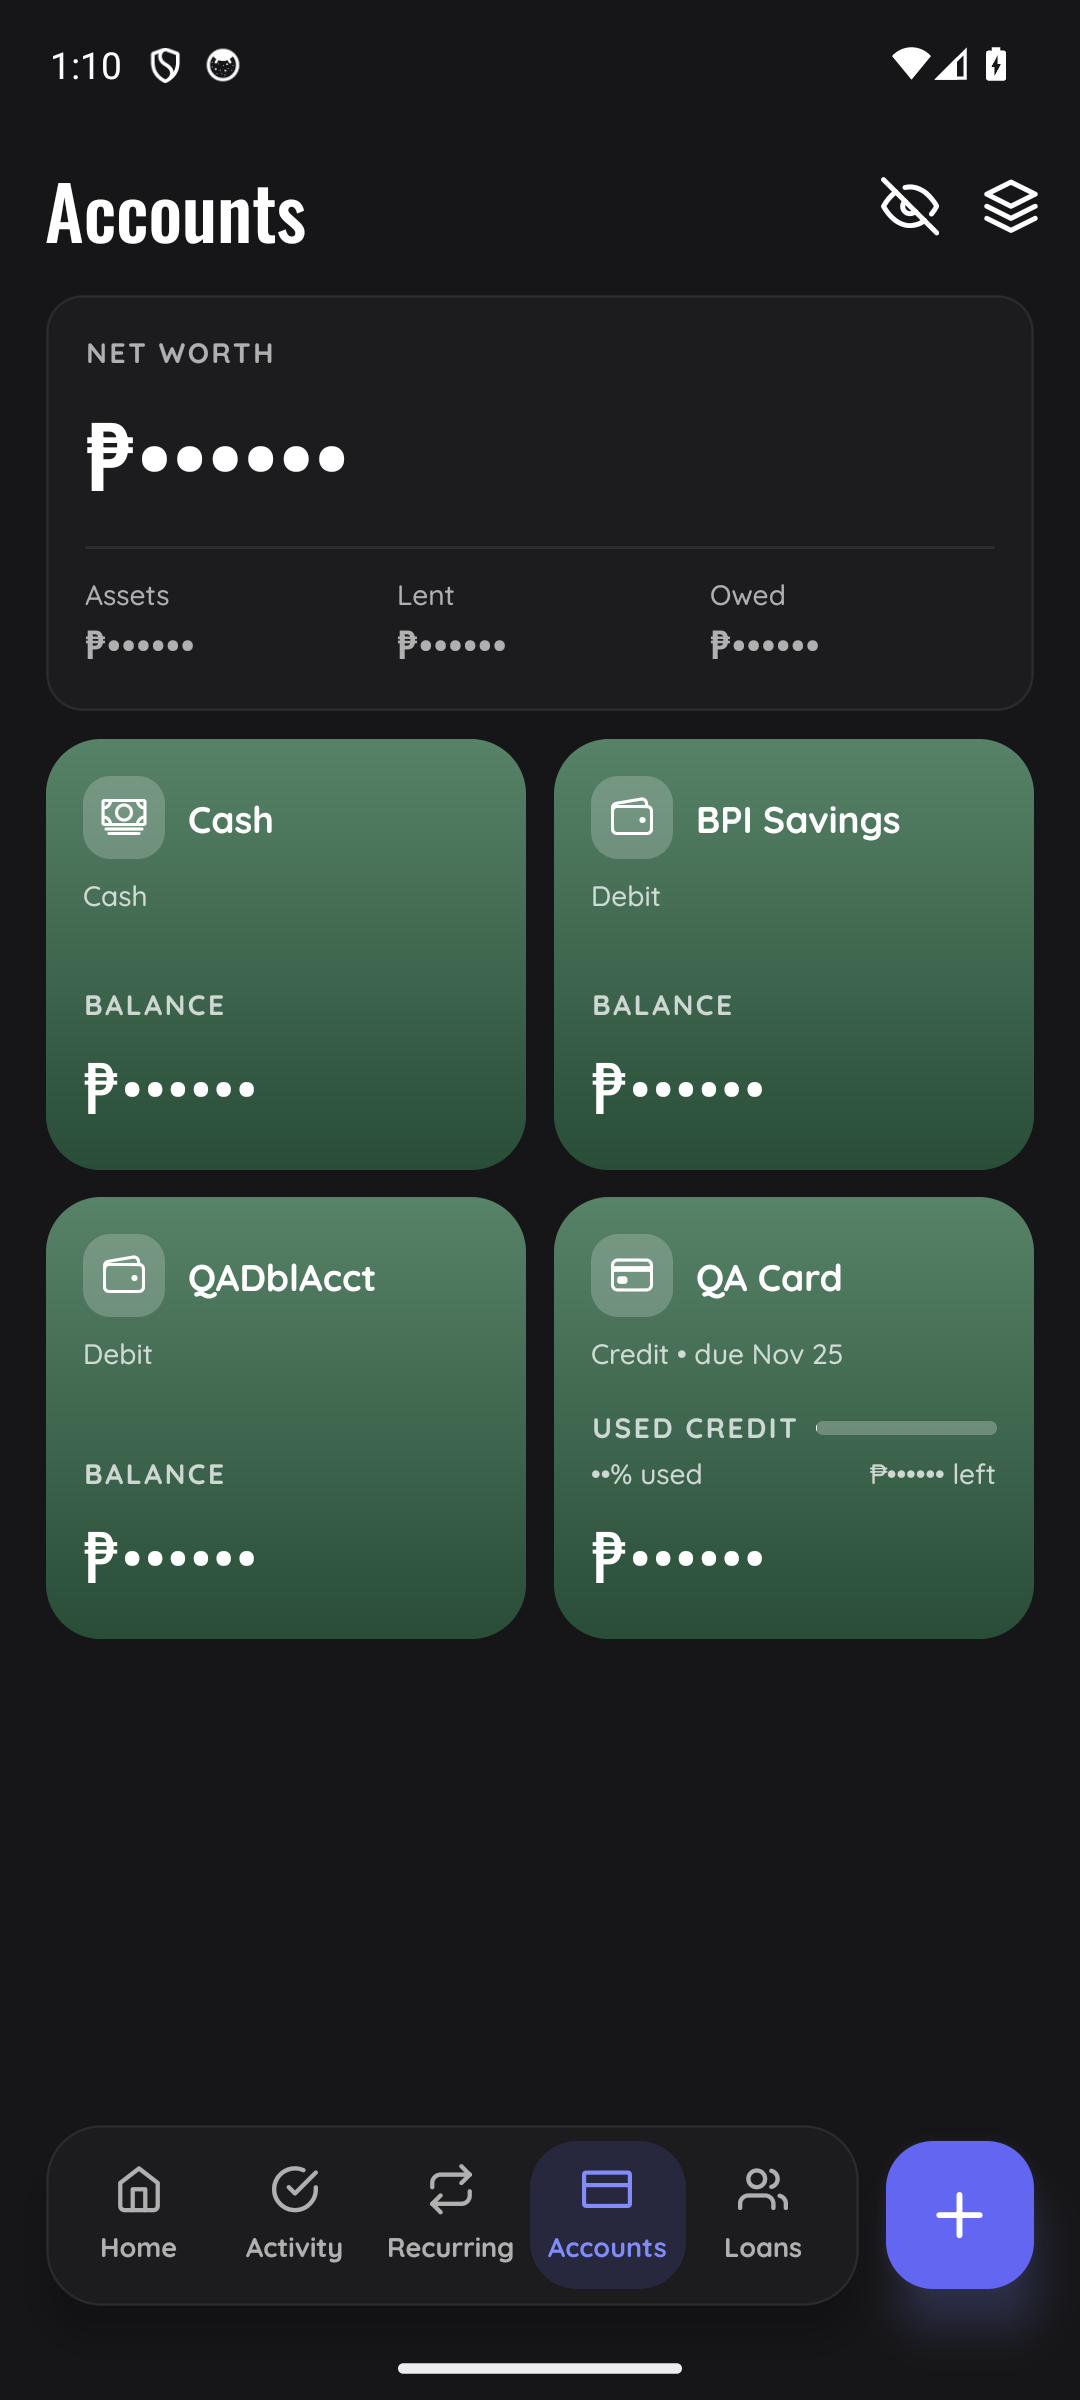 1:10
Accounts
NET WORTH
₱••••••
Assets Lent Owed
₱•••••• ₱•••••• ₱••••••
Cash
Cash
BALANCE
₱••••••
BPI Savings
Debit
BALANCE
₱••••••
QADblAcct
Debit
BALANCE
₱••••••
QA Card
Credit • due Nov 25
USED CREDIT
••% used ₱•••••• left
₱••••••
Home Activity Recurring Accounts Loans